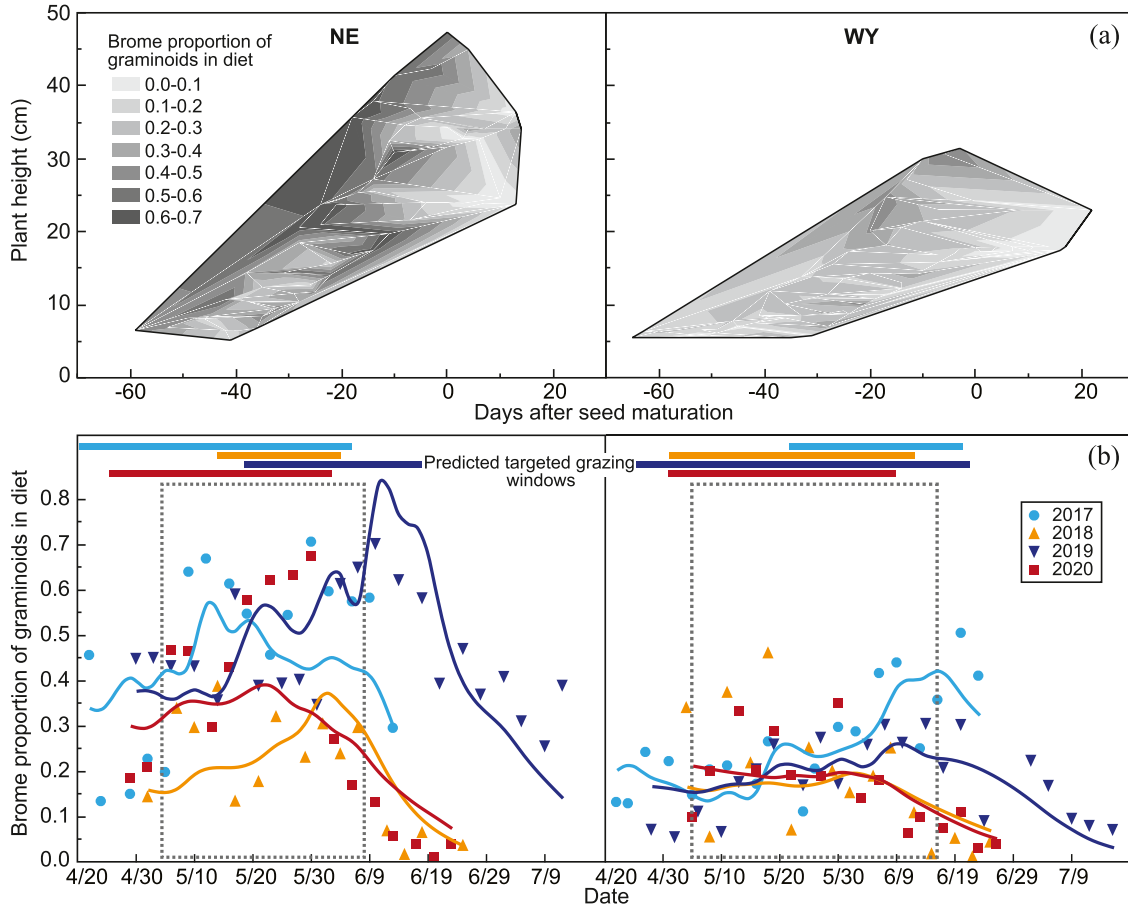 50
40
30
20
10
0
Plant height (cm)
Brome proportion of
graminoids in diet
0.0-0.1
0.1-0.2
0.2-0.3
0.3-0.4
0.4-0.5
0.5-0.6
0.6-0.7
NE
WY
(a)
-60 -40 -20 0 20 -60 -40 -20 0 20
Days after seed maturation
Predicted targeted grazing
windows
(b)
2017
2018
2019
2020
0.8
0.7
0.6
0.5
0.4
0.3
0.2
0.1
0.0
Brome proportion of graminoids in diet
4/20 4/30 5/10 5/20 5/30 6/9 6/19 6/29 7/9 4/20 4/30 5/10 5/20 5/30 6/9 6/19 6/29 7/9
Date